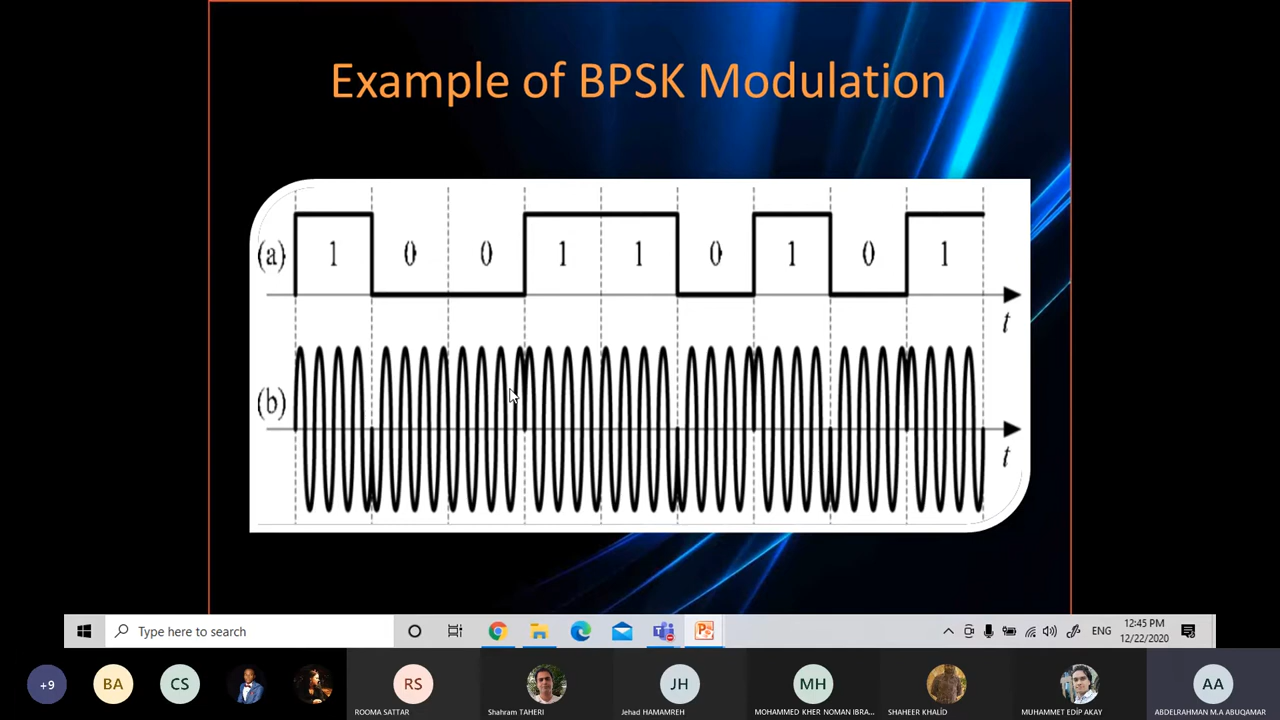 Example of BPSK Modulation
(a) 1 0 0 1 1 0 1 0 1
t
(b)
t
Type here to search
ENG
12:45 PM
12/22/2020
+9
BA
CS
RS
JH
MH
AA
ROOMA SATTAR
Shahram TAHERI
Jehad HAMAMREH
MOHAMMED KHER NOMAN IBRA...
SHAHEER KHALİD
MUHAMMET EDİP AKAY
ABDELRAHMAN M.A ABUQAMAR